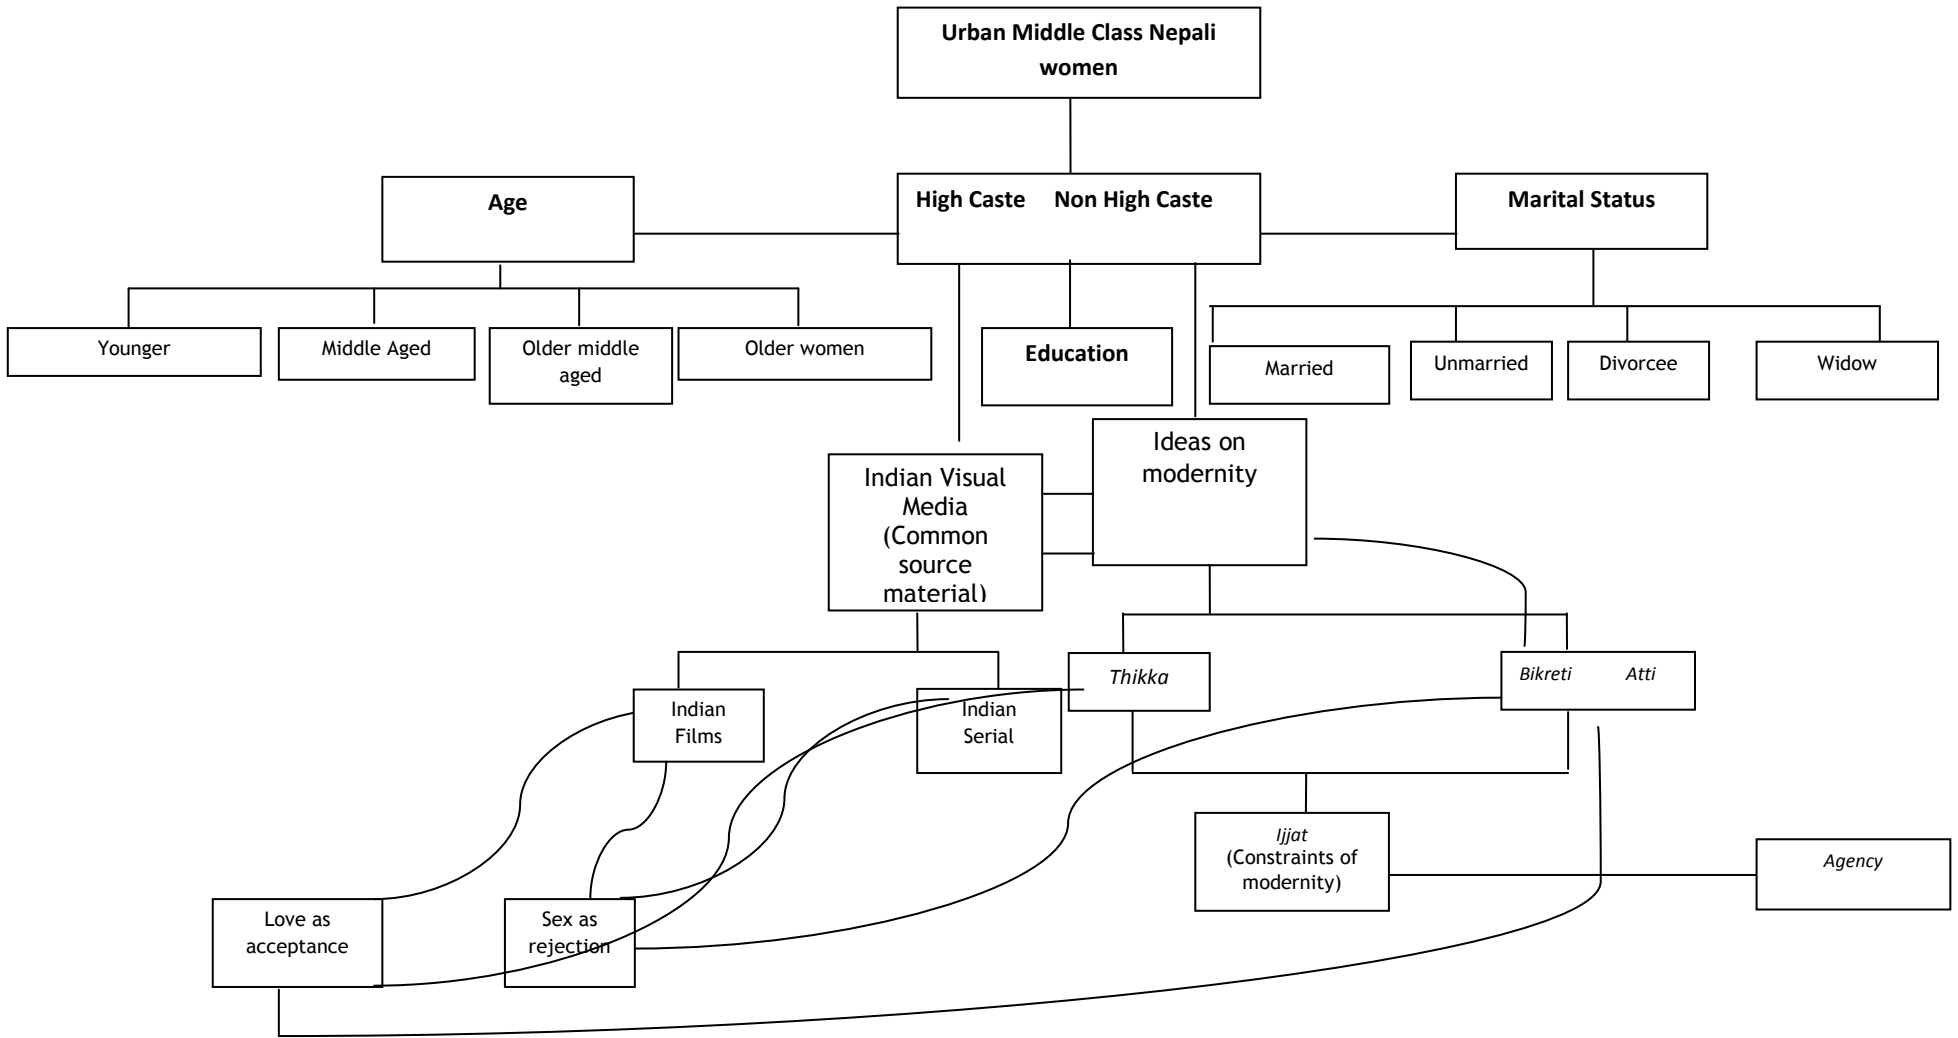 Urban Middle Class Nepali
women
Age
High Caste Non High Caste
Marital Status
Younger
Middle Aged
Older middle
aged
Older women
Education
Married
Unmarried
Divorcee
Widow
Ideas on
modernity
Indian Visual
Media
(Common
source
material)
Thikka
Bikreti Atti
Indian
Films
Indian
Serial
Ijjat
(Constraints of
modernity)
Agency
Love as
acceptance
Sex as
rejection